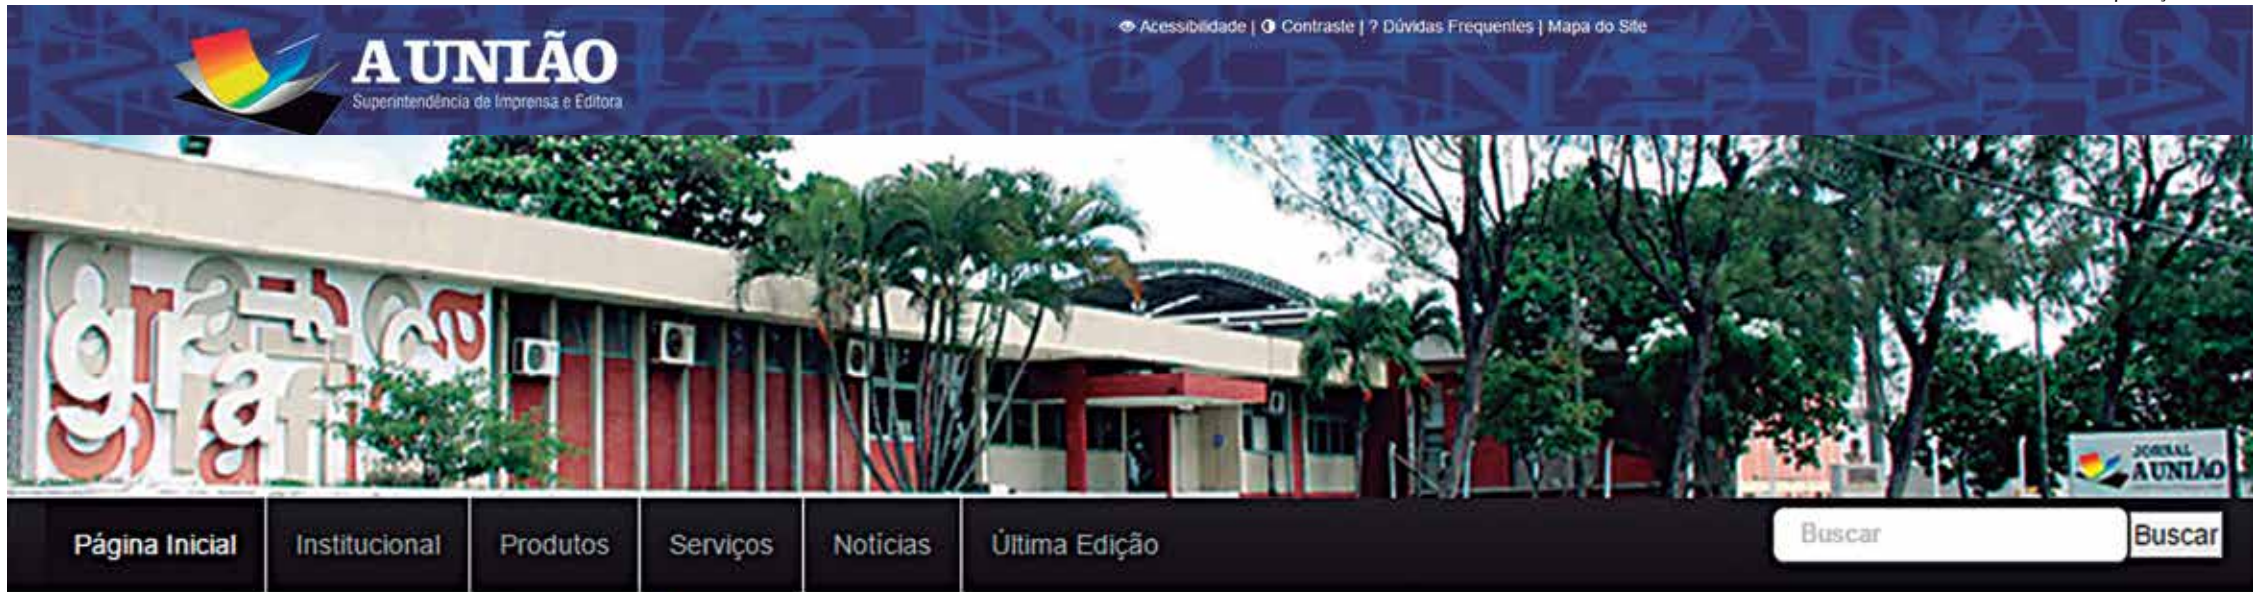 Acessibilidade | Contraste | ? Dúvidas Frequentes | Mapa do Site
A UNIÃO
Superintendência de Imprensa e Editora
gráfica
JORNAL
A UNIÃO
Página Inicial
Institucional
Produtos
Serviços
Notícias
Última Edição
Buscar
Buscar